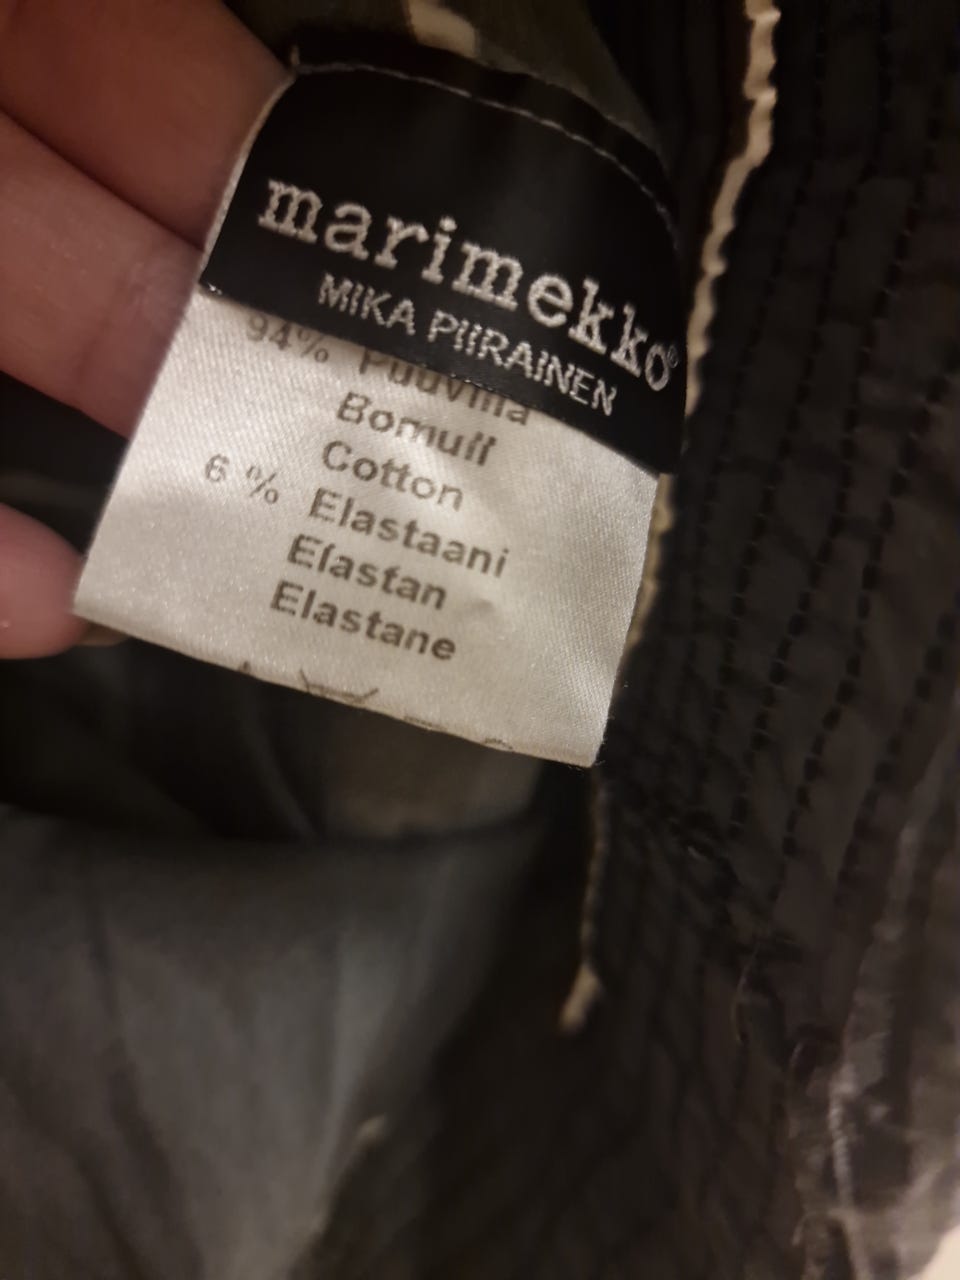 marimekko®
MIKA PIIRAINEN
94% Puuvilla
Bomull
Cotton
6 % Elastaani
Elastan
Elastane